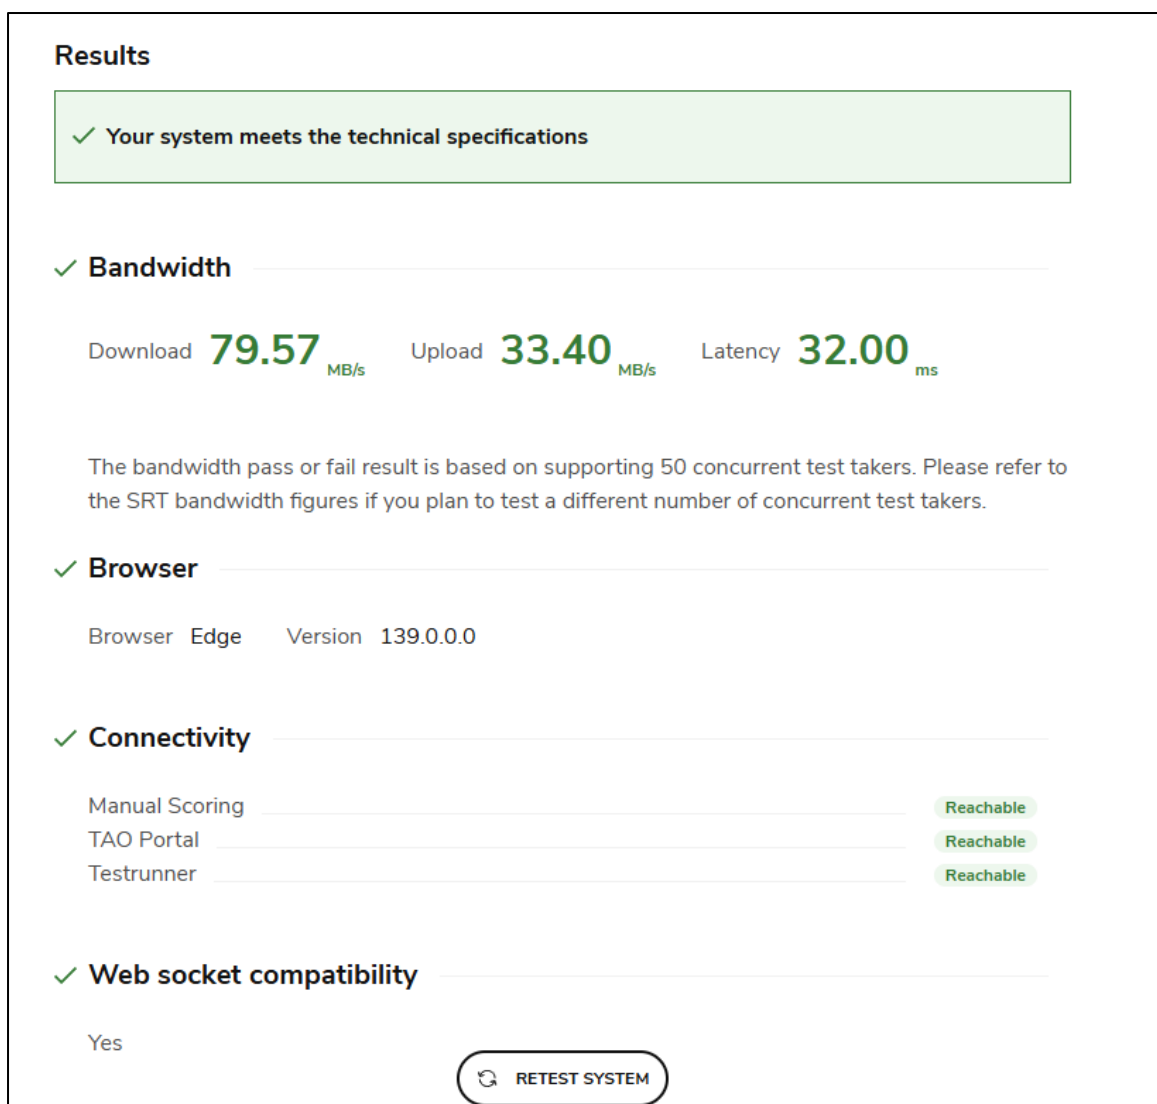 Results
Your system meets the technical specifications
Bandwidth
Download 79.57 MB/s Upload 33.40 MB/s Latency 32.00 ms
The bandwidth pass or fail result is based on supporting 50 concurrent test takers. Please refer to
the SRT bandwidth figures if you plan to test a different number of concurrent test takers.
Browser
Browser Edge Version 139.0.0.0
Connectivity
Manual Scoring Reachable
TAO Portal Reachable
Testrunner Reachable
Web socket compatibility
Yes
RETEST SYSTEM